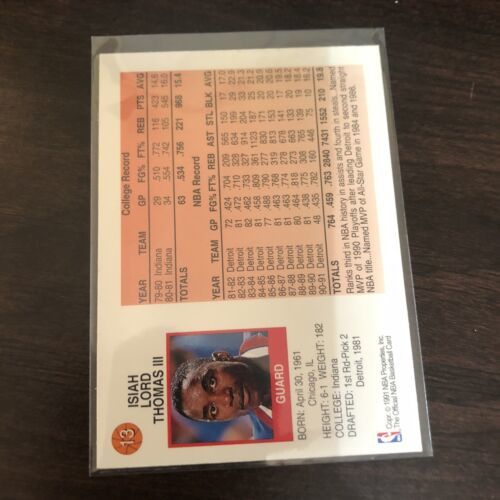 13
ISIAH
LORD
THOMAS III
GUARD
BORN: April 30, 1961
Chicago, IL
HEIGHT: 6-1 WEIGHT: 182
COLLEGE: Indiana
DRAFTED: 1st Rd-Pick 2
Detroit, 1981
College Record
YEAR TEAM GP FG% FT% REB PTS AVG
79-80 Indiana 29 .510 .772 116 423 14.6
80-81 Indiana 34 .554 .742 105 545 16.0
TOTALS 63 .534 .756 221 968 15.4
NBA Record
YEAR TEAM GP FG% FT% REB AST STL BLK AVG
81-82 Detroit 72 .424 .704 209 565 150 17 17.0
82-83 Detroit 81 .472 .710 328 634 199 29 22.9
83-84 Detroit 82 .462 .733 327 914 204 33 21.3
84-85 Detroit 81 .458 .809 361 1123 187 25 21.2
85-86 Detroit 77 .488 .790 277 830 171 20 20.9
86-87 Detroit 81 .463 .768 319 813 153 20 20.6
87-88 Detroit 81 .463 .774 278 678 141 17 19.5
88-89 Detroit 80 .464 .818 273 663 133 20 18.2
89-90 Detroit 81 .438 .775 308 765 139 19 18.4
90-91 Detroit 48 .435 .782 160 446 75 10 16.2
TOTALS 764 .459 .763 2840 7431 1552 210 19.8
Ranks third in NBA history in assists and fourth in steals...Named
MVP of 1990 Playoffs after leading Detroit to second straight
NBA title...Named MVP of All-Star Game in 1984 and 1986.
Copr. © 1991 NBA Properties, Inc.
The Official NBA Basketball Card